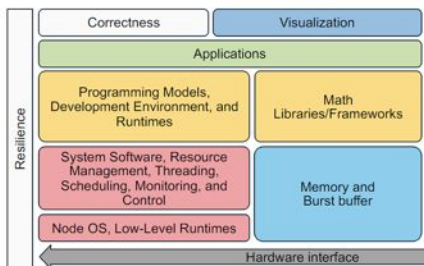 Resilience
Correctness
Visualization
Applications
Programming Models,
Development Environment, and
Runtimes
Math
Libraries/Frameworks
System Software, Resource
Management, Threading,
Scheduling, Monitoring, and
Control
Memory and
Burst buffer
Node OS, Low-Level Runtimes
Hardware interface